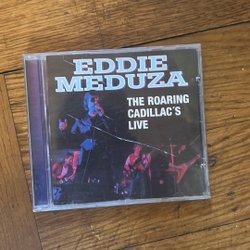 EDDIE
MEDUZA
THE ROARING
CADILLAC'S
LIVE